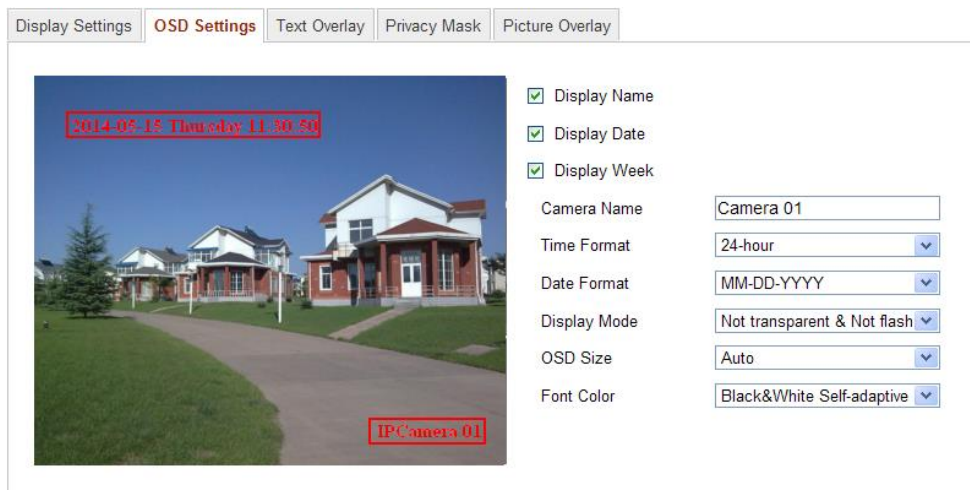 Display Settings
OSD Settings
Text Overlay
Privacy Mask
Picture Overlay
2014-05-15 Thursday 11:30:50
IPCamera 01
Display Name
Display Date
Display Week
Camera Name
Camera 01
Time Format
24-hour
Date Format
MM-DD-YYYY
Display Mode
Not transparent & Not flash
OSD Size
Auto
Font Color
Black&White Self-adaptive